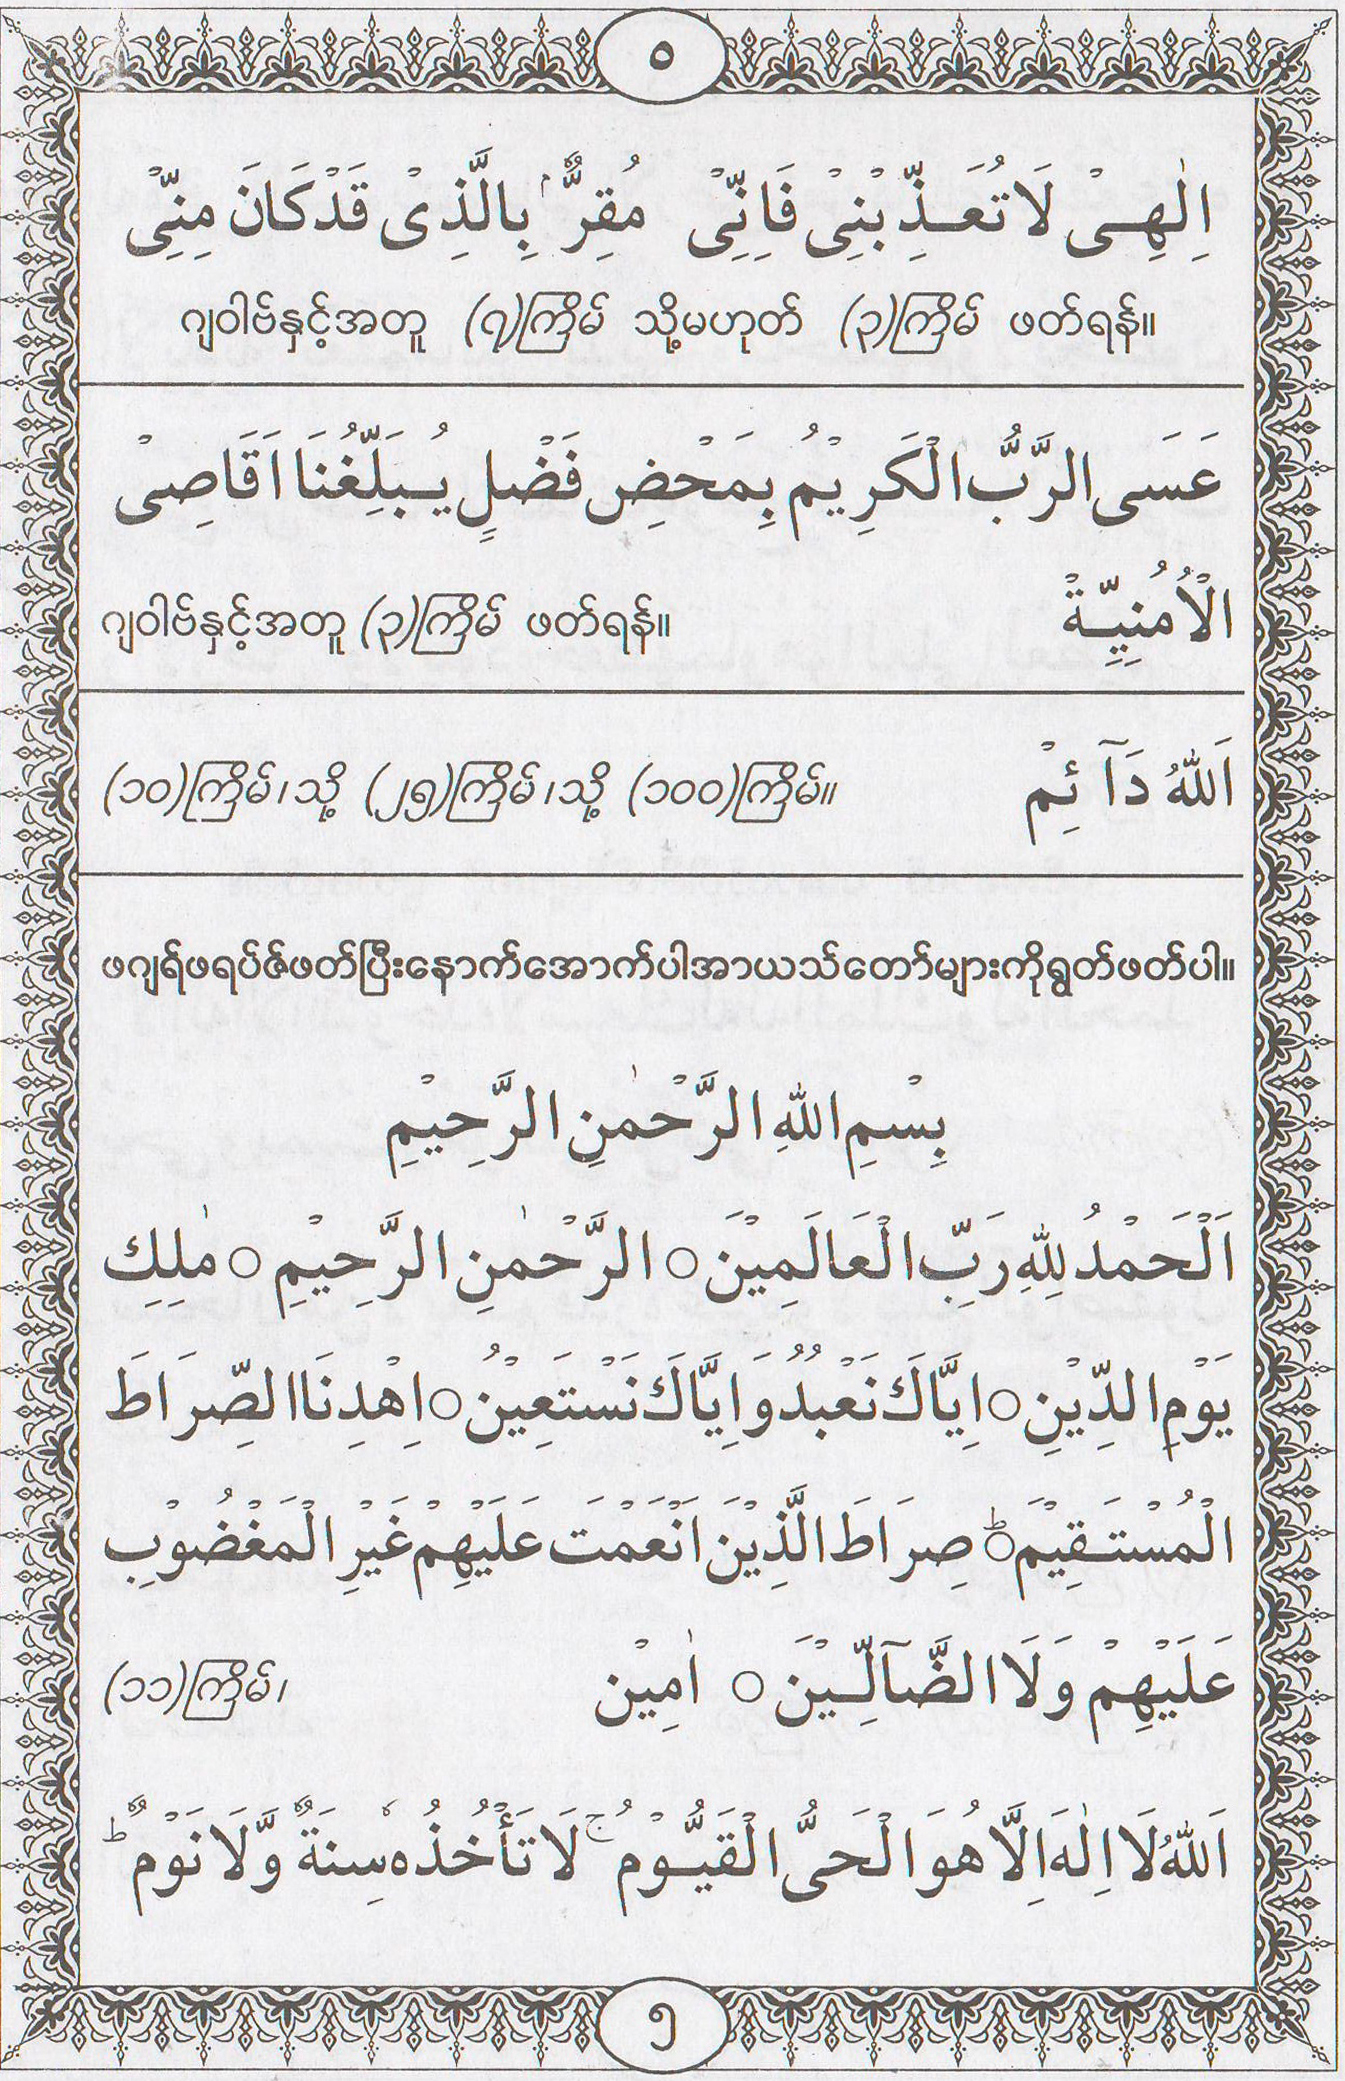 ٥
اِلٰهِىْ لَا تُعَذِّبْنِىْ فَاِنِّىْ مُقِرٌّ بِالَّذِىْ قَدْ كَانَ مِنِّىْ
ဂျဝါဗ်နှင့်အတူ (၇)ကြိမ် သို့မဟုတ် (၃)ကြိမ် ဖတ်ရန်။
عَسَى الرَّبُّ الْكَرِيْمُ بِمَحْضِ فَضْلٍ يُبَلِّغُنَا اَقَاصِىْ
الْاُمْنِيَّةْ ဂျဝါဗ်နှင့်အတူ (၃)ကြိမ် ဖတ်ရန်။
اَللّٰهُ دَآئِمْ (၁၀)ကြိမ်၊သို့ (၂၅)ကြိမ်၊သို့ (၁၀၀)ကြိမ်။
ဖဂျရ်ဖရပ်ဇ်ဖတ်ပြီးနောက်အောက်ပါအာယသ်တော်များကိုရွတ်ဖတ်ပါ။
بِسْمِ اللّٰهِ الرَّحْمٰنِ الرَّحِيْمِ
اَلْحَمْدُ لِلّٰهِ رَبِّ الْعَالَمِيْنَ ○ الرَّحْمٰنِ الرَّحِيْمِ ○ مٰلِكِ
يَوْمِ الدِّيْنِ ○ اِيَّاكَ نَعْبُدُ وَاِيَّاكَ نَسْتَعِيْنُ ○ اِهْدِنَا الصِّرَاطَ
الْمُسْتَقِيْمَ ○ؕ صِرَاطَ الَّذِيْنَ اَنْعَمْتَ عَلَيْهِمْ غَيْرِ الْمَغْضُوْبِ
عَلَيْهِمْ وَلَا الضَّآلِّيْنَ ○ اٰمِيْن (၁၁)ကြိမ်၊
اَللّٰهُ لَا اِلٰهَ اِلَّا هُوَ الْحَىُّ الْقَيُّوْمُ ۚ لَا تَأْخُذُهٗ سِنَةٌ وَّلَا نَوْمٌ ؕ
၅